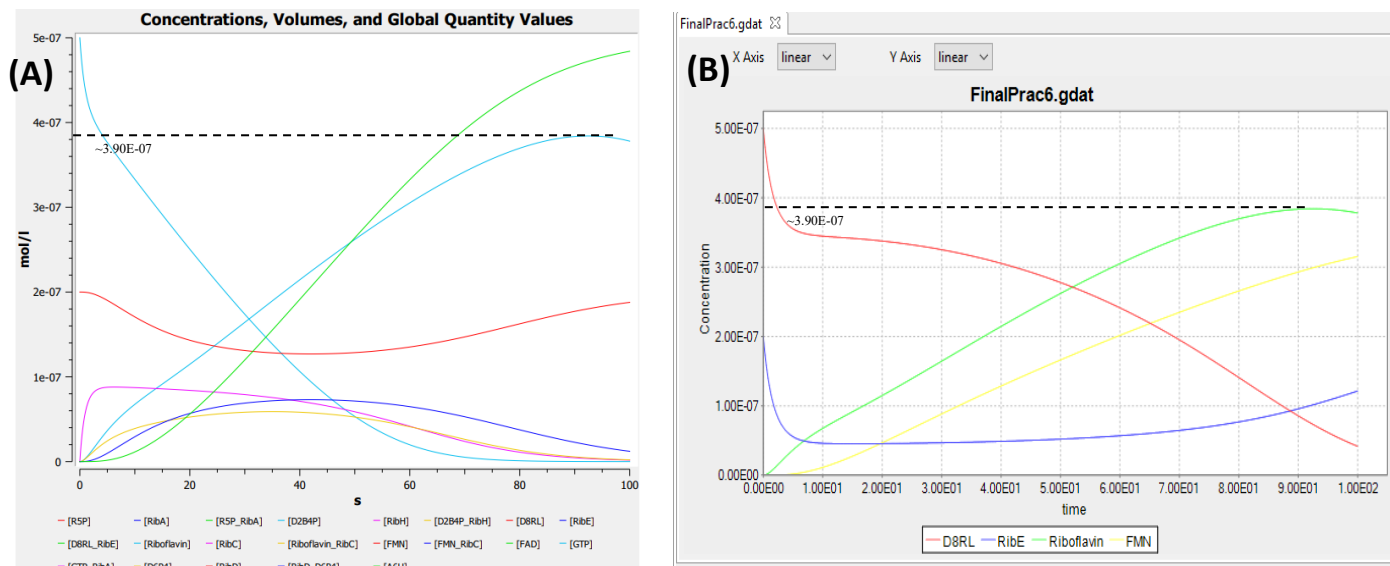 Concentrations, Volumes, and Global Quantity Values
(A)
5e-07
4e-07
~3.90E-07
3e-07
mol/l
2e-07
1e-07
0
0 20 40 60 80 100
s
[R5P] [RibA] [R5P_RibA] [D2B4P] [RibH] [D2B4P_RibH] [D8RL] [RibE]
[D8RL_RibE] [Riboflavin] [RibC] [Riboflavin_RibC] [FMN] [FMN_RibC] [FAD] [GTP]
FinalPrac6.gdat
(B)
X Axis linear Y Axis linear
FinalPrac6.gdat
5.00E-07
4.00E-07
~3.90E-07
3.00E-07
Concentration
2.00E-07
1.00E-07
0.00E00
0.00E00 1.00E01 2.00E01 3.00E01 4.00E01 5.00E01 6.00E01 7.00E01 8.00E01 9.00E01 1.00E02
time
D8RL RibE Riboflavin FMN